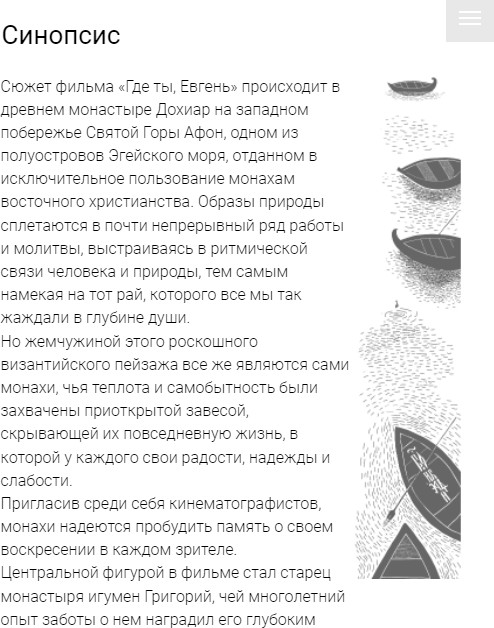 Синопсис
Сюжет фильма «Где ты, Евгень» происходит в
древнем монастыре Дохиар на западном
побережье Святой Горы Афон, одном из
полуостровов Эгейского моря, отданном в
исключительное пользование монахам
восточного христианства. Образы природы
сплетаются в почти непрерывный ряд работы
и молитвы, выстраиваясь в ритмической
связи человека и природы, тем самым
намекая на тот рай, которого все мы так
жаждали в глубине души.
Но жемчужиной этого роскошного
византийского пейзажа все же являются сами
монахи, чья теплота и самобытность были
захвачены приоткрытой завесой,
скрывающей их повседневную жизнь, в
которой у каждого свои радости, надежды и
слабости.
Пригласив среди себя кинематографистов,
монахи надеются пробудить память о своем
воскресении в каждом зрителе.
Центральной фигурой в фильме стал старец
монастыря игумен Григорий, чей многолетний
опыт заботы о нем наградил его глубоким